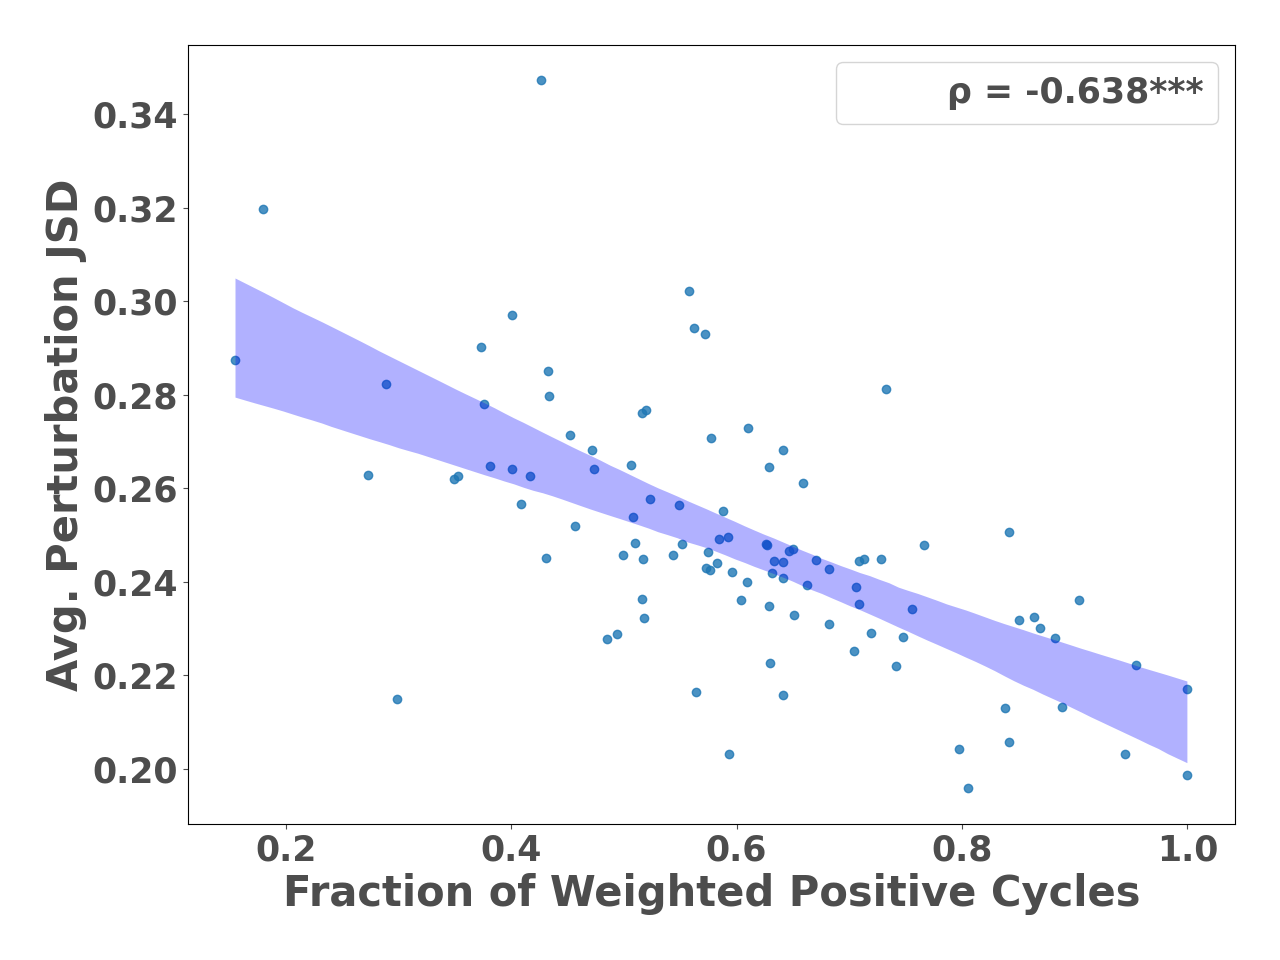 ρ = -0.638***
Avg. Perturbation JSD
0.34
0.32
0.30
0.28
0.26
0.24
0.22
0.20
0.2 0.4 0.6 0.8 1.0
Fraction of Weighted Positive Cycles